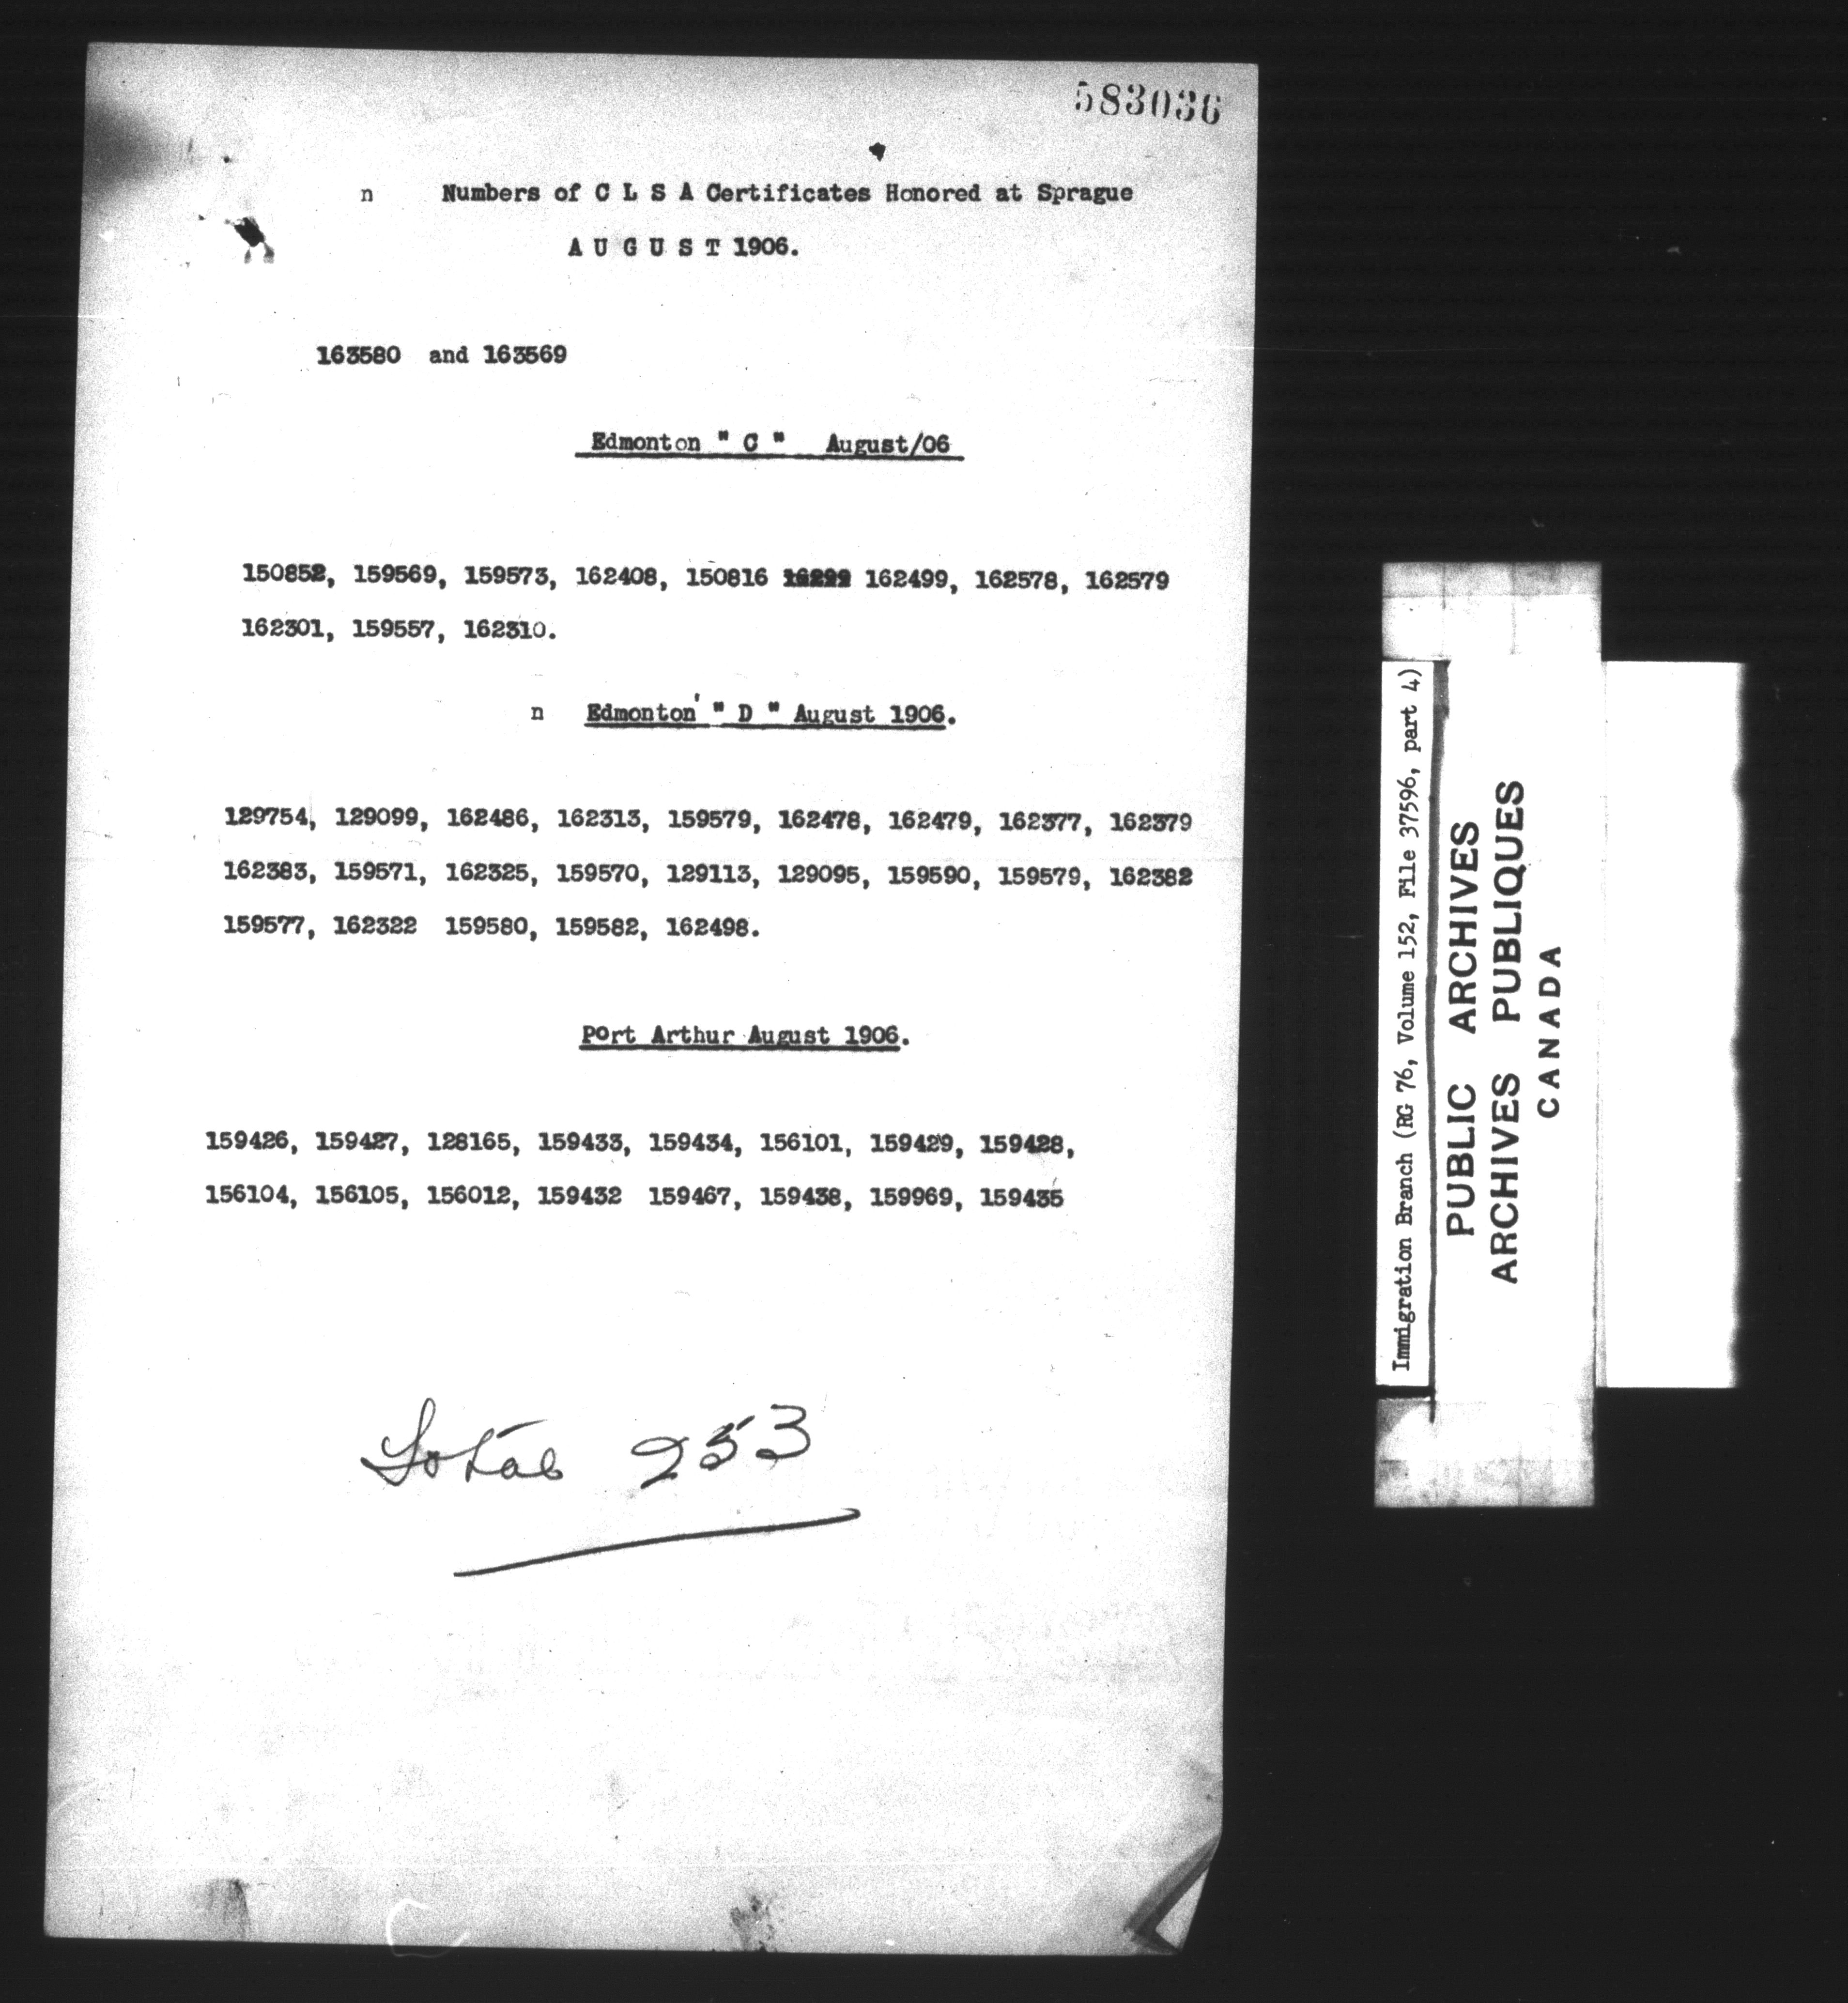 583036
n Numbers of C L S A Certificates Honored at Sprague
A U G U S T 1906.
163580 and 163569
Edmonton " C " August/06
150852, 159569, 159573, 162408, 150816 162499, 162578, 162579
162301, 159557, 162310.
n Edmonton " D " August 1906.
129754, 129099, 162486, 162313, 159579, 162478, 162479, 162377, 162379
162383, 159571, 162325, 159570, 129113, 129095, 159590, 159579, 162382
159577, 162322 159580, 159582, 162498.
POrt Arthur August 1906.
159426, 159427, 128165, 159433, 159434, 156101, 159429, 159428,
156104, 156105, 156012, 159432 159467, 159438, 159969, 159435
Total 253
Immigration Branch (RG 76, Volume 152, File 37596, part 4)
PUBLIC ARCHIVES
ARCHIVES PUBLIQUES
CANADA